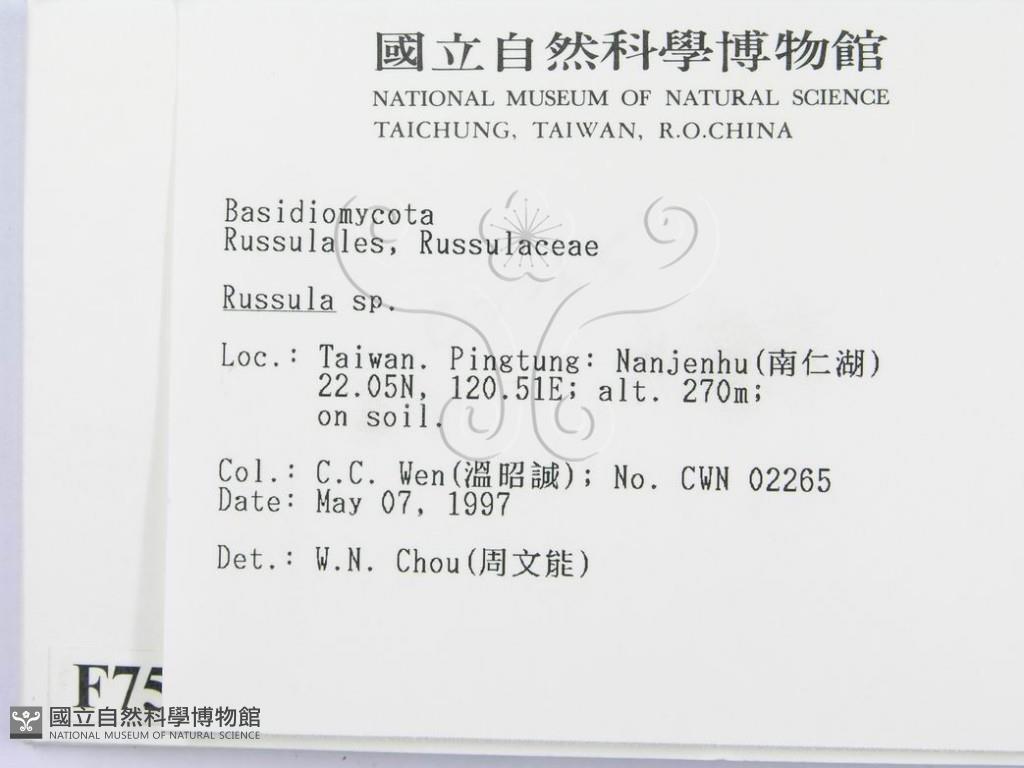 國立自然科學博物館
NATIONAL MUSEUM OF NATURAL SCIENCE
TAICHUNG, TAIWAN, R.O.CHINA
Basidiomycota
Russulales, Russulaceae
Russula sp.
Loc.: Taiwan. Pingtung: Nanjenhu(南仁湖)
22.05N, 120.51E; alt. 270m;
on soil.
Col.: C.C. Wen(溫昭誠); No. CWN 02265
Date: May 07, 1997
Det.: W.N. Chou(周文能)
F75
國立自然科學博物館
NATIONAL MUSEUM OF NATURAL SCIENCE